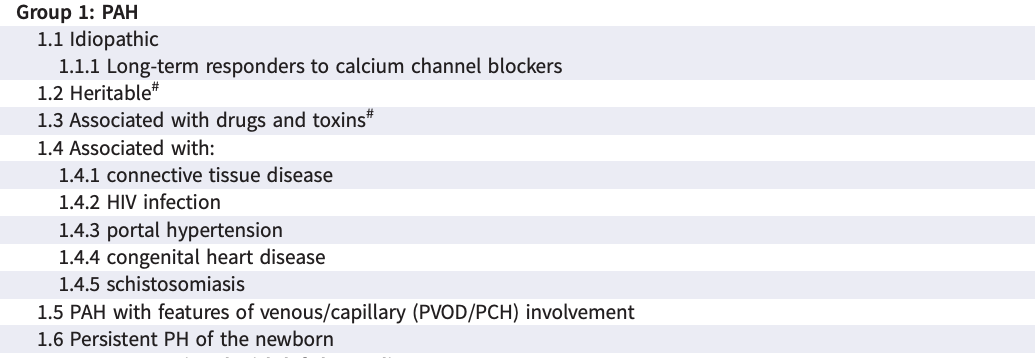 Group 1: PAH
1.1 Idiopathic
1.1.1 Long-term responders to calcium channel blockers
1.2 Heritable#
1.3 Associated with drugs and toxins#
1.4 Associated with:
1.4.1 connective tissue disease
1.4.2 HIV infection
1.4.3 portal hypertension
1.4.4 congenital heart disease
1.4.5 schistosomiasis
1.5 PAH with features of venous/capillary (PVOD/PCH) involvement
1.6 Persistent PH of the newborn